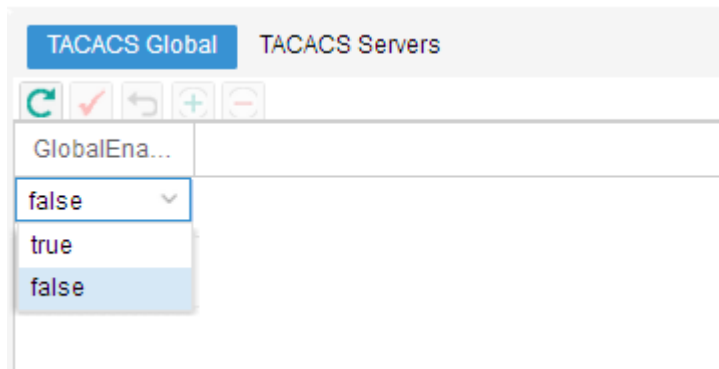 TACACS Global TACACS Servers
GlobalEna...
false
true
false